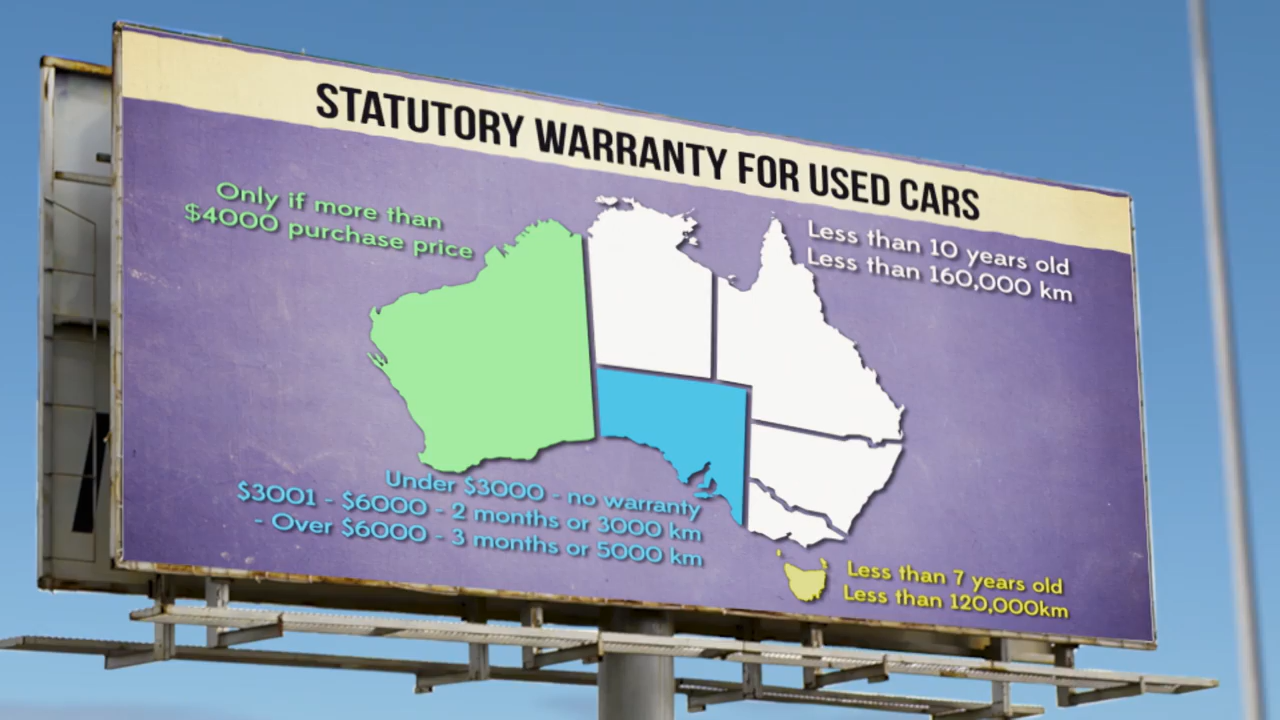 STATUTORY WARRANTY FOR USED CARS
Only if more than
$4000 purchase price
Less than 10 years old
Less than 160,000 km
Under $3000 - no warranty
$3001 - $6000 - 2 months or 3000 km
- Over $6000 - 3 months or 5000 km
Less than 7 years old
Less than 120,000km